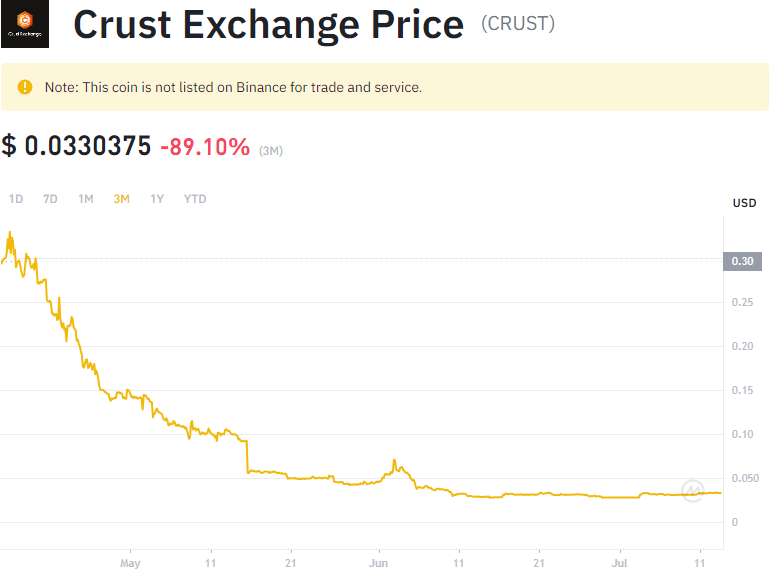 Crust Exchange
Crust Exchange Price (CRUST)
Note: This coin is not listed on Binance for trade and service.
$ 0.0330375 -89.10% (3M)
1D 7D 1M 3M 1Y YTD
USD
0.30
0.25
0.20
0.15
0.10
0.050
0
May 11 21 Jun 11 21 Jul 11